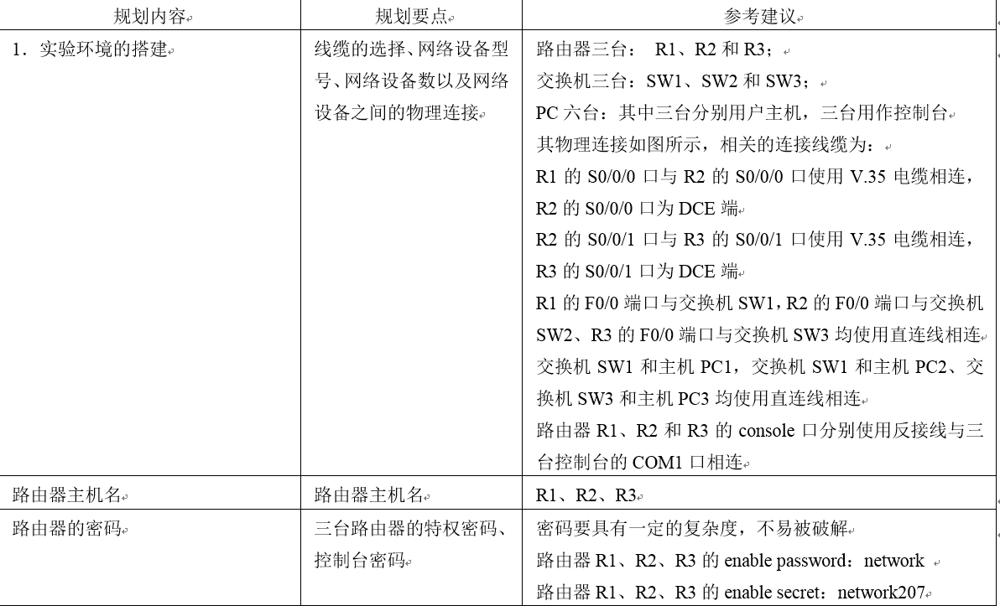 规划内容 规划要点 参考建议
1．实验环境的搭建
线缆的选择、网络设备型
号、网络设备数以及网络
设备之间的物理连接
路由器三台： R1、R2 和 R3；
交换机三台：SW1、SW2 和 SW3；
PC 六台：其中三台分别用户主机，三台用作控制台
其物理连接如图所示，相关的连接线缆为：
R1 的 S0/0/0 口与 R2 的 S0/0/0 口使用 V.35 电缆相连，
R2 的 S0/0/0 口为 DCE 端
R2 的 S0/0/1 口与 R3 的 S0/0/1 口使用 V.35 电缆相连，
R3 的 S0/0/1 口为 DCE 端
R1 的 F0/0 端口与交换机 SW1，R2 的 F0/0 端口与交换机
SW2、R3 的 F0/0 端口与交换机 SW3 均使用直连线相连
交换机 SW1 和主机 PC1，交换机 SW1 和主机 PC2、交
换机 SW3 和主机 PC3 均使用直连线相连
路由器 R1、R2 和 R3 的 console 口分别使用反接线与三
台控制台的 COM1 口相连
路由器主机名 路由器主机名 R1、R2、R3
路由器的密码
三台路由器的特权密码、
控制台密码
密码要具有一定的复杂度，不易被破解
路由器 R1、R2、R3 的 enable password：network
路由器 R1、R2、R3 的 enable secret：network207